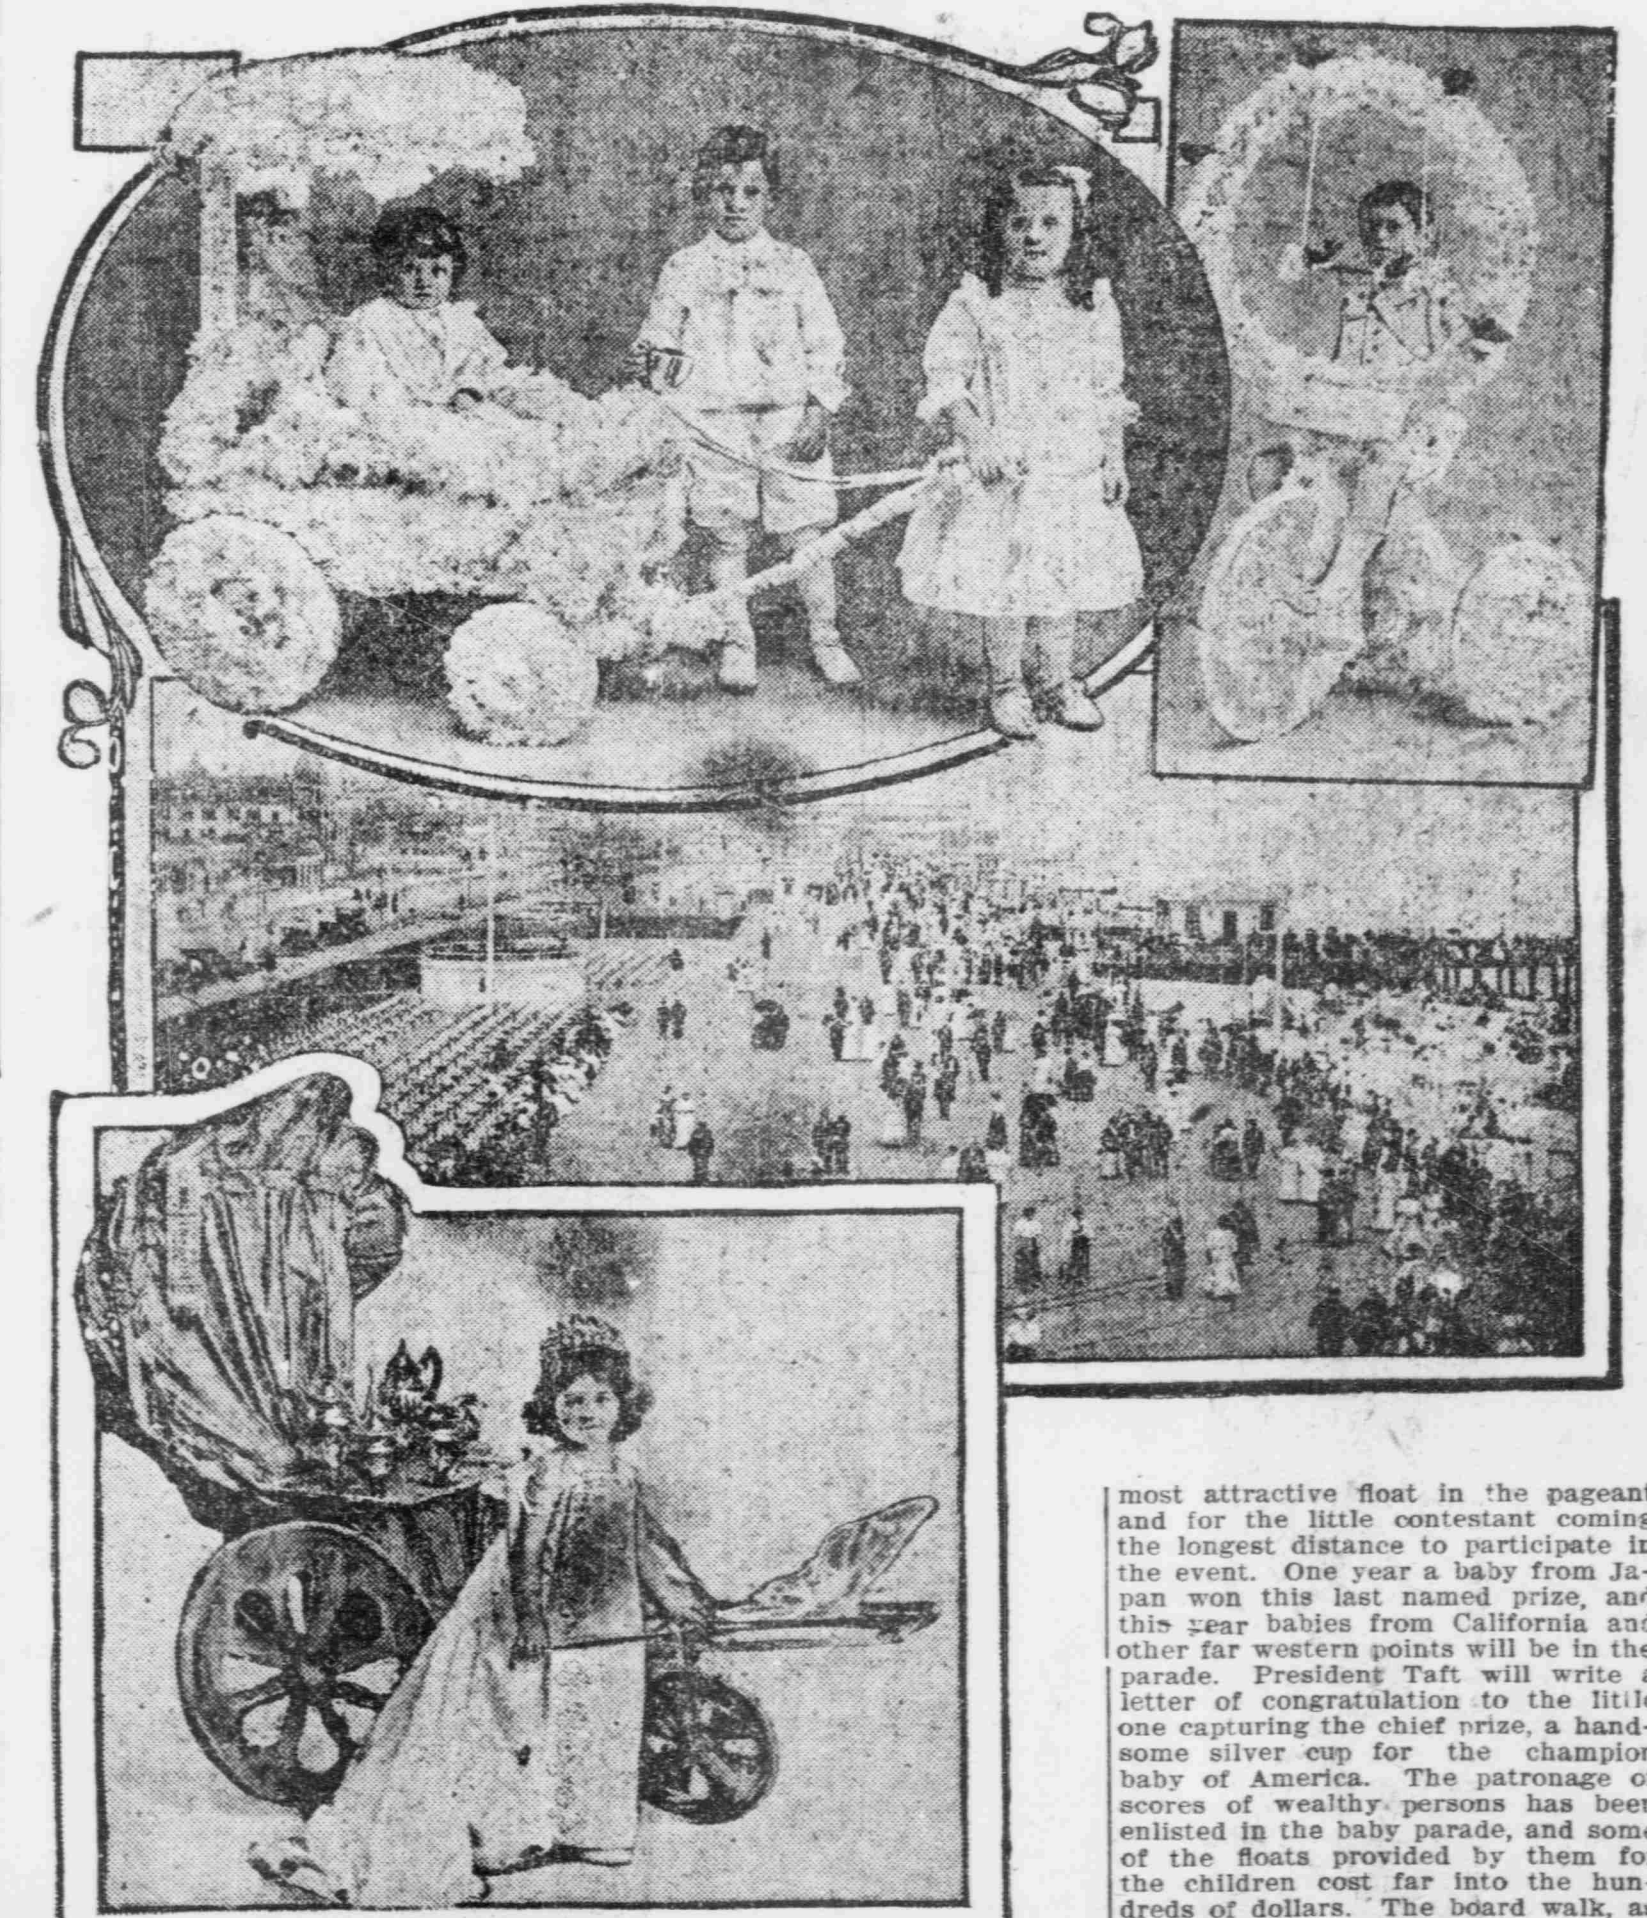 most attractive float in the pageant
and for the little contestant coming
the longest distance to participate in
the event. One year a baby from Ja-
pan won this last named prize, and
this year babies from California and
other far western points will be in the
parade. President Taft will write a
letter of congratulation to the little
one capturing the chief prize, a hand-
some silver cup for the champion
baby of America. The patronage of
scores of wealthy persons has been
enlisted in the baby parade, and some
of the floats provided by them for
the children cost far into the hun-
dreds of dollars. The board walk,